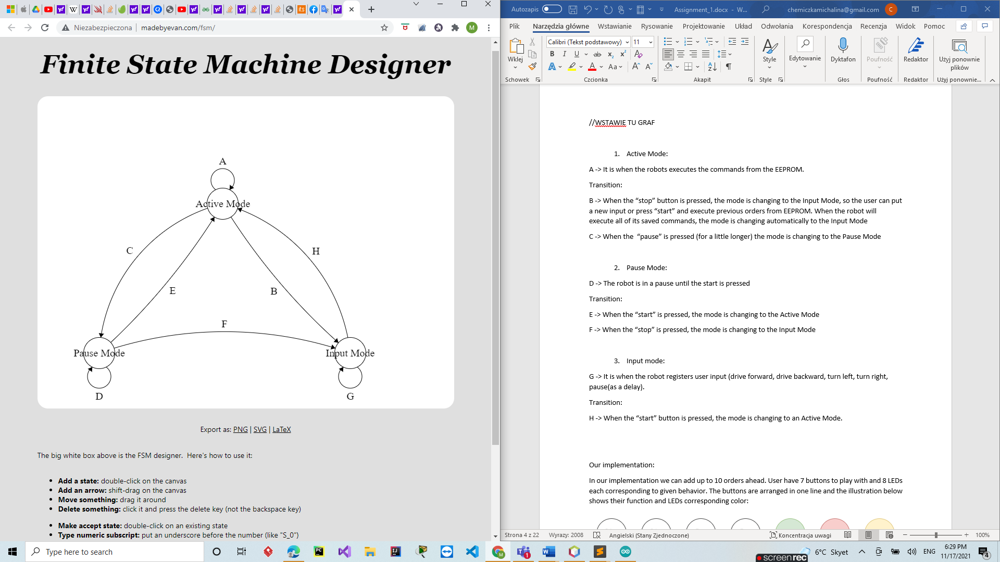 Niezabezpieczona
madebyevan.com/fsm/
Finite State Machine Designer
A
Active Mode
C
H
E
B
F
Pause Mode
Input Mode
D
G
Export as: PNG | SVG | LaTeX
The big white box above is the FSM designer.  Here's how to use it:
Add a state: double-click on the canvas
Add an arrow: shift-drag on the canvas
Move something: drag it around
Delete something: click it and press the delete key (not the backspace key)
Make accept state: double-click on an existing state
Type numeric subscript: put an underscore before the number (like "S_0")
Autozapis
Assignment_1.docx - W...
chemiczkamichalina@gmail.com
C
Plik
Narzędzia główne
Wstawianie
Rysowanie
Projektowanie
Układ
Odwołania
Korespondencja
Recenzja
Widok
Pomoc
Wklej
Calibri (Tekst podstawowy)
11
Style
Edytowanie
Dyktafon
Poufność
Redaktor
Użyj ponownie
plików
Schowek
Czcionka
Akapit
Style
Głos
Poufność
Redaktor
Użyj ponownie...
//WSTAWIE TU GRAF
1. Active Mode:
A -> It is when the robots executes the commands from the EEPROM.
Transition:
B -> When the “stop” button is pressed, the mode is changing to the Input Mode, so the user can put
a new input or press “start” and execute previous orders from EEPROM. When the robot will
execute all of its saved commands, the mode is changing automatically to the Input Mode
C -> When the  “pause” is pressed (for a little longer) the mode is changing to the Pause Mode
2. Pause Mode:
D -> The robot is in a pause until the start is pressed
Transition:
E -> When the “start” is pressed, the mode is changing to the Active Mode
F -> When the “stop” is pressed, the mode is changing to the Input Mode
3. Input mode:
G -> It is when the robot registers user input (drive forward, drive backward, turn left, turn right,
pause(as a delay).
Transition:
H -> When the “start” button is pressed, the mode is changing to an Active Mode.
Our implementation:
In our implementation we can add up to 10 orders ahead. User have 7 buttons to play with and 8 LEDs
each corresponding to given behavior. The buttons are arranged in one line and the illustration below
shows their function and LEDs corresponding color:
Strona 4 z 22
Wyrazy: 2008
Angielski (Stany Zjednoczone)
Koncentracja uwagi
100%
Type here to search
6°C Skyet
ENG
6:29 PM
11/17/2021
4
screenrec